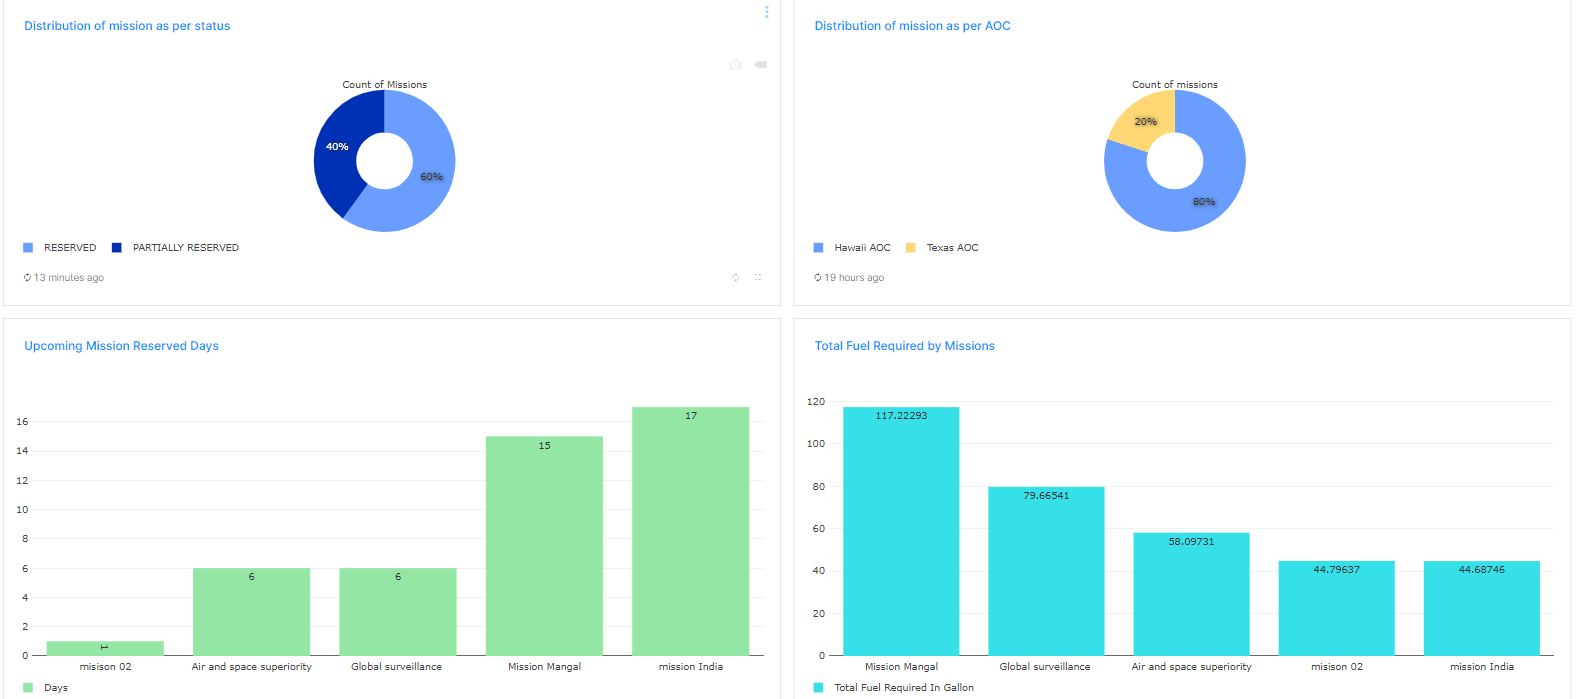 Distribution of mission as per status
Count of Missions
40%
60%
RESERVED PARTIALLY RESERVED
13 minutes ago
Distribution of mission as per AOC
Count of missions
20%
80%
Hawaii AOC Texas AOC
19 hours ago
Upcoming Mission Reserved Days
16
14
12
10
8
6
4
2
0
1
6
6
15
17
misison 02 Air and space superiority Global surveillance Mission Mangal mission India
Days
Total Fuel Required by Missions
120
100
80
60
40
20
0
117.22293
79.66541
58.09731
44.79637
44.68746
Mission Mangal Global surveillance Air and space superiority misison 02 mission India
Total Fuel Required In Gallon